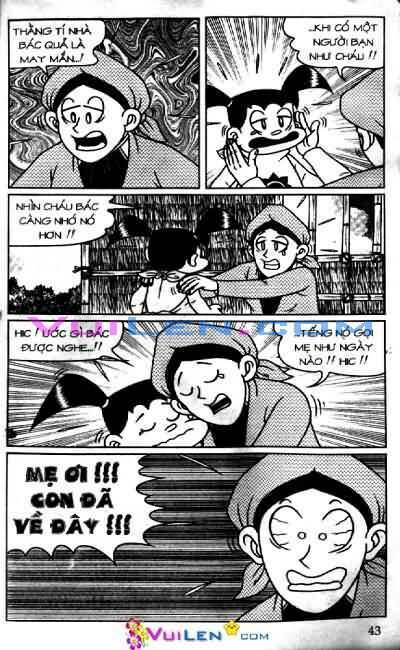 THẰNG TÍ NHÀ
BÁC QUẢ LÀ
MAY MẮN...!
...KHI CÓ MỘT
NGƯỜI BẠN
NHƯ CHÁU !!
NHÌN CHÁU BÁC
CÀNG NHỚ NÓ
HƠN !!
HIC ! ƯỚC GÌ BÁC
ĐƯỢC NGHE...!!
...TIẾNG NÓ GỌI
MẸ NHƯ NGÀY
NÀO !! HIC !!
VUILEN.COM
MẸ ƠI !!!
CON ĐÃ
VỀ ĐÂY !!!
43
VUILEN.COM